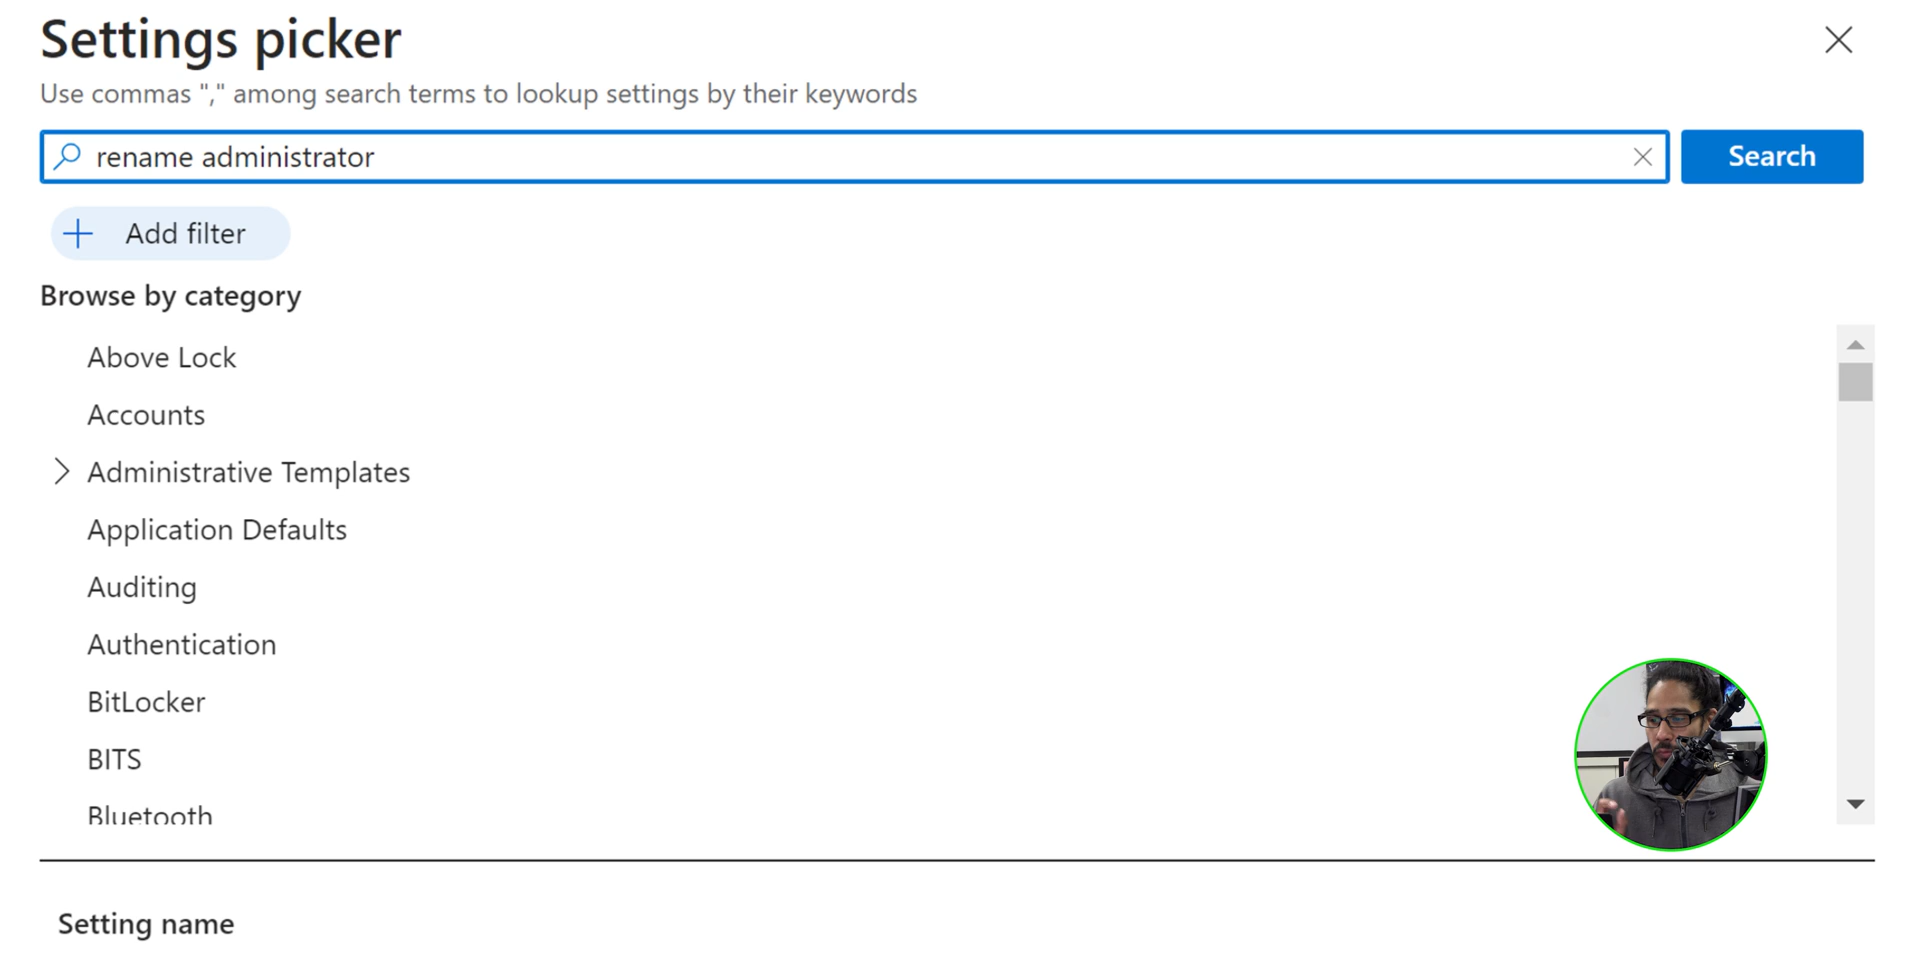 Settings picker
Use commas "," among search terms to lookup settings by their keywords
rename administrator
Search
Add filter
Browse by category
Above Lock
Accounts
Administrative Templates
Application Defaults
Auditing
Authentication
BitLocker
BITS
Bluetooth
Setting name